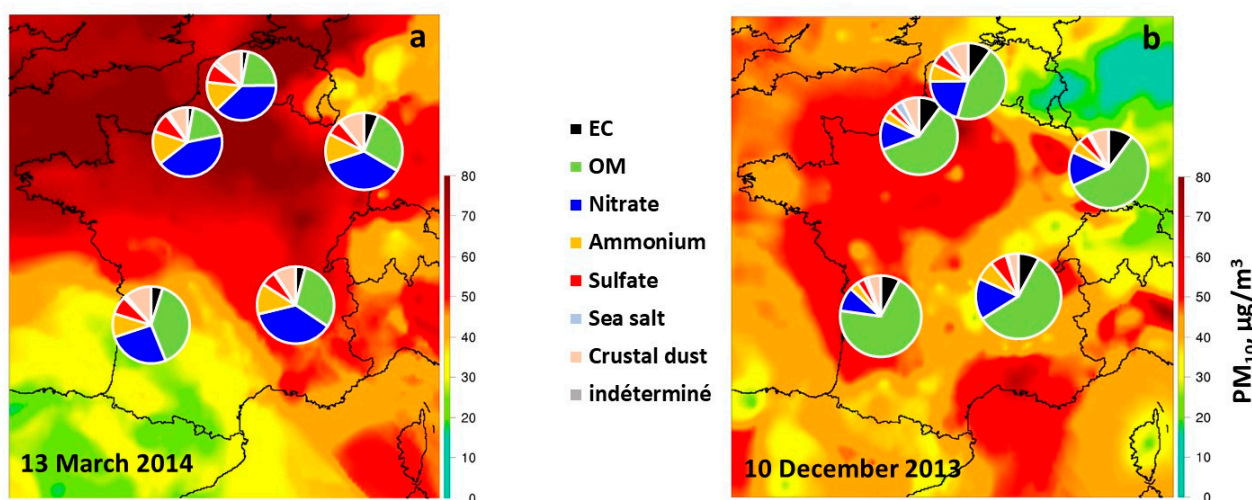 a
13 March 2014
80
70
60
50
40
30
20
10
0
EC
OM
Nitrate
Ammonium
Sulfate
Sea salt
Crustal dust
indéterminé
b
10 December 2013
80
70
60
50
40
30
20
10
0
PM10, µg/m³